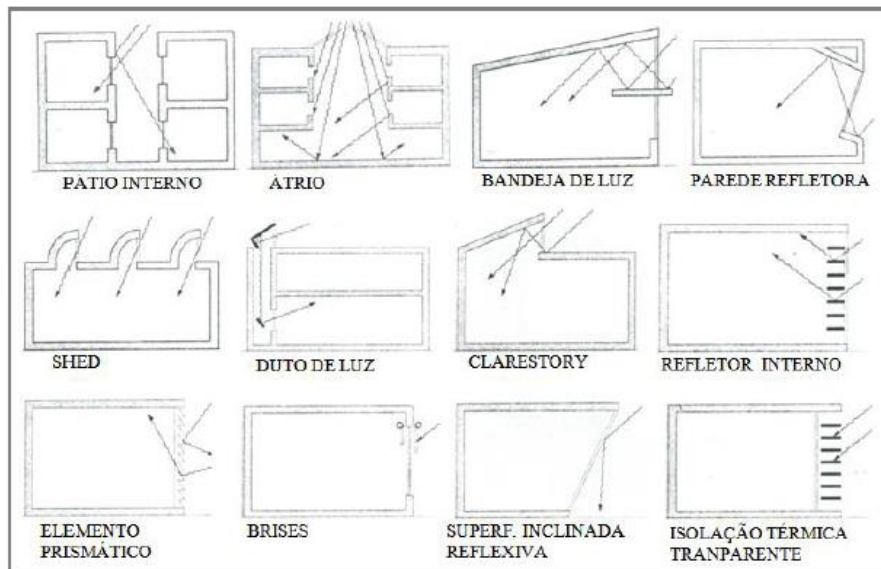 PÁTIO INTERNO
ÁTRIO
BANDEJA DE LUZ
PAREDE REFLETORA
SHED
DUTO DE LUZ
CLARESTORY
REFLETOR INTERNO
ELEMENTO
PRISMÁTICO
BRISES
SUPERF. INCLINADA
REFLEXIVA
ISOLAÇÃO TÉRMICA
TRANPARENTE